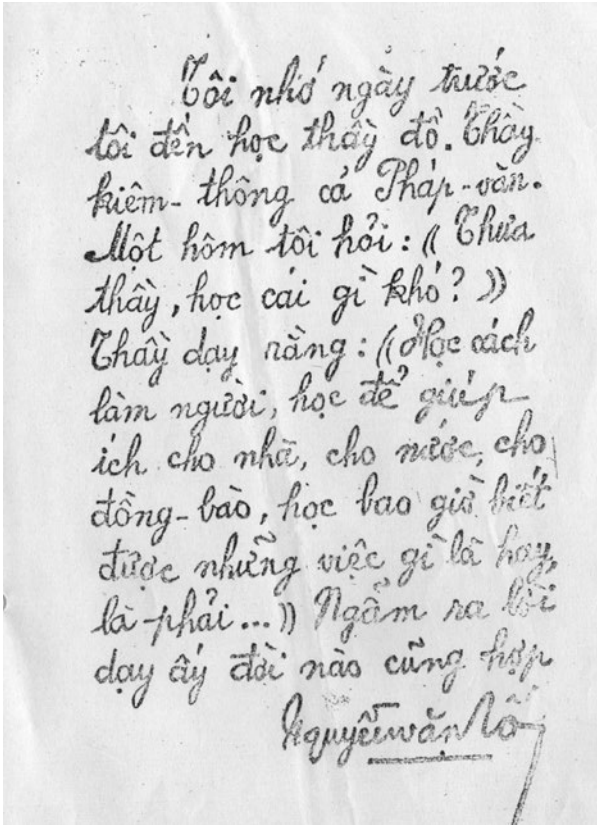 Tôi nhớ ngày trước
tôi đến học thầy đồ. Thầy
kiêm-thông cả Pháp-văn.
Một hôm tôi hỏi: (( Thưa
thầy, học cái gì khó? ))
Thầy dạy rằng: (( Học cách
làm người, học để giúp
ích cho nhà, cho nước, cho
đồng-bào, học bao giờ biết
được những việc gì là hay,
là phải...)) Ngẫm ra lời
dạy ấy đời nào cũng hợp
Nguyễn văn Tố